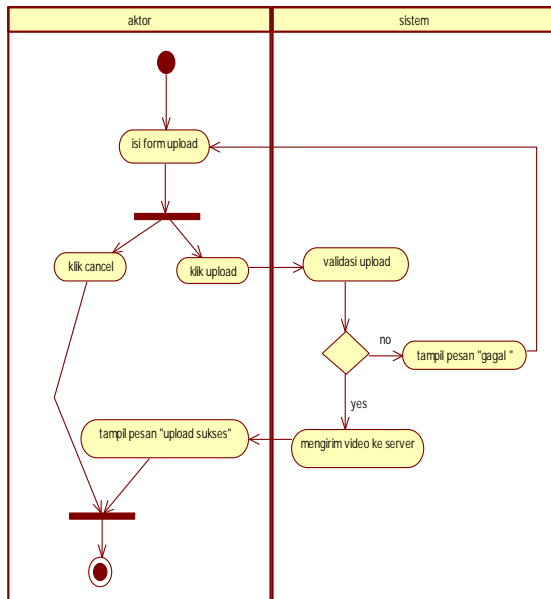 aktor
sistem
isi form upload
klik cancel
klik upload
validasi upload
no
tampil pesan "gagal "
yes
tampil pesan "upload sukses"
mengirim video ke server